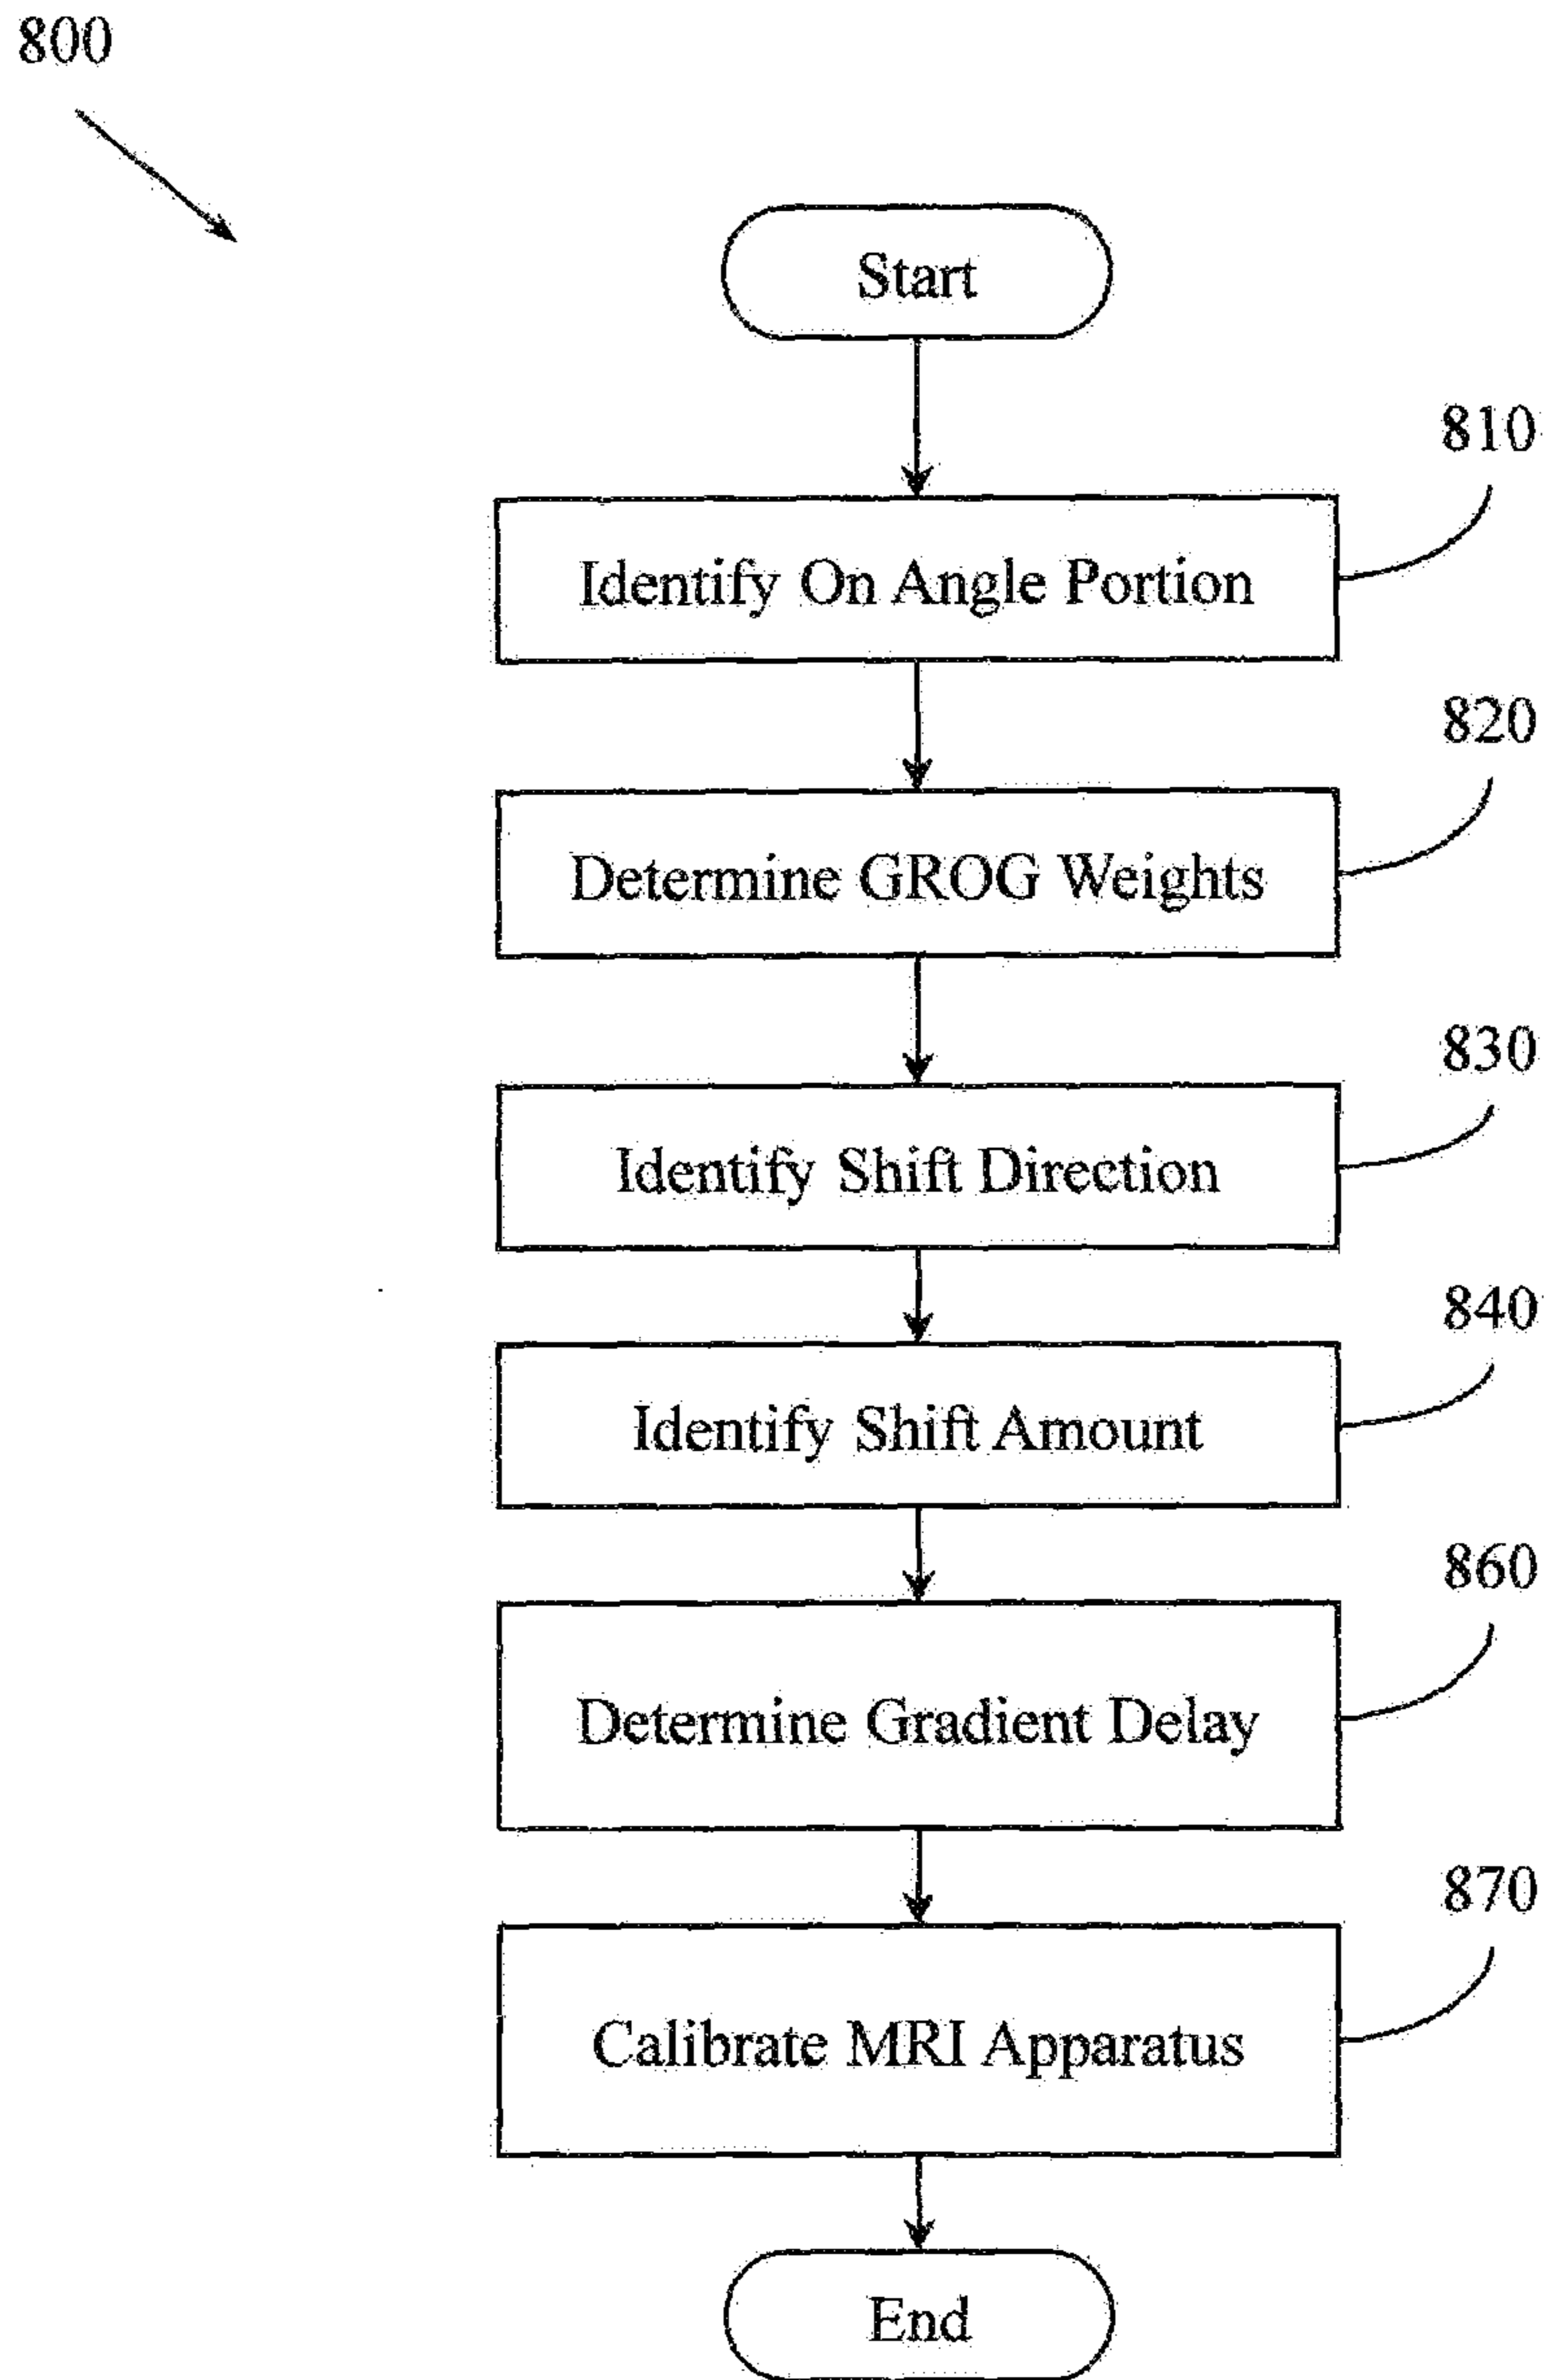 800
Start
810
Identify On Angle Portion
820
Determine GROG Weights
830
Identify Shift Direction
840
Identify Shift Amount
860
Determine Gradient Delay
870
Calibrate MRI Apparatus
End